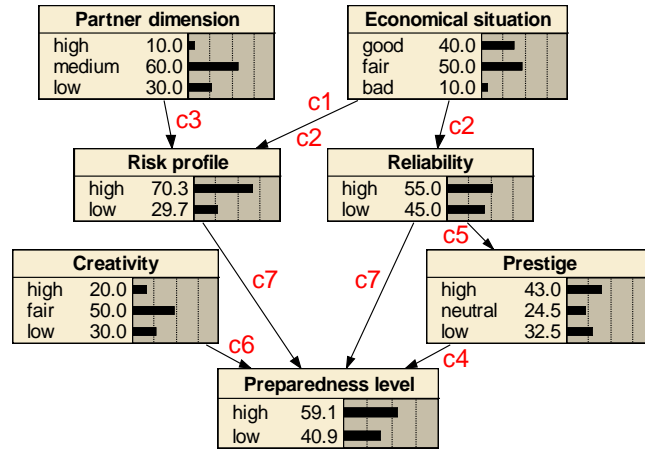 Partner dimension
high 10.0
medium 60.0
low 30.0
Economical situation
good 40.0
fair 50.0
bad 10.0
c3
c1
c2
c2
Risk profile
high 70.3
low 29.7
Reliability
high 55.0
low 45.0
c5
Creativity
high 20.0
fair 50.0
low 30.0
c7
c7
Prestige
high 43.0
neutral 24.5
low 32.5
c6
c4
Preparedness level
high 59.1
low 40.9